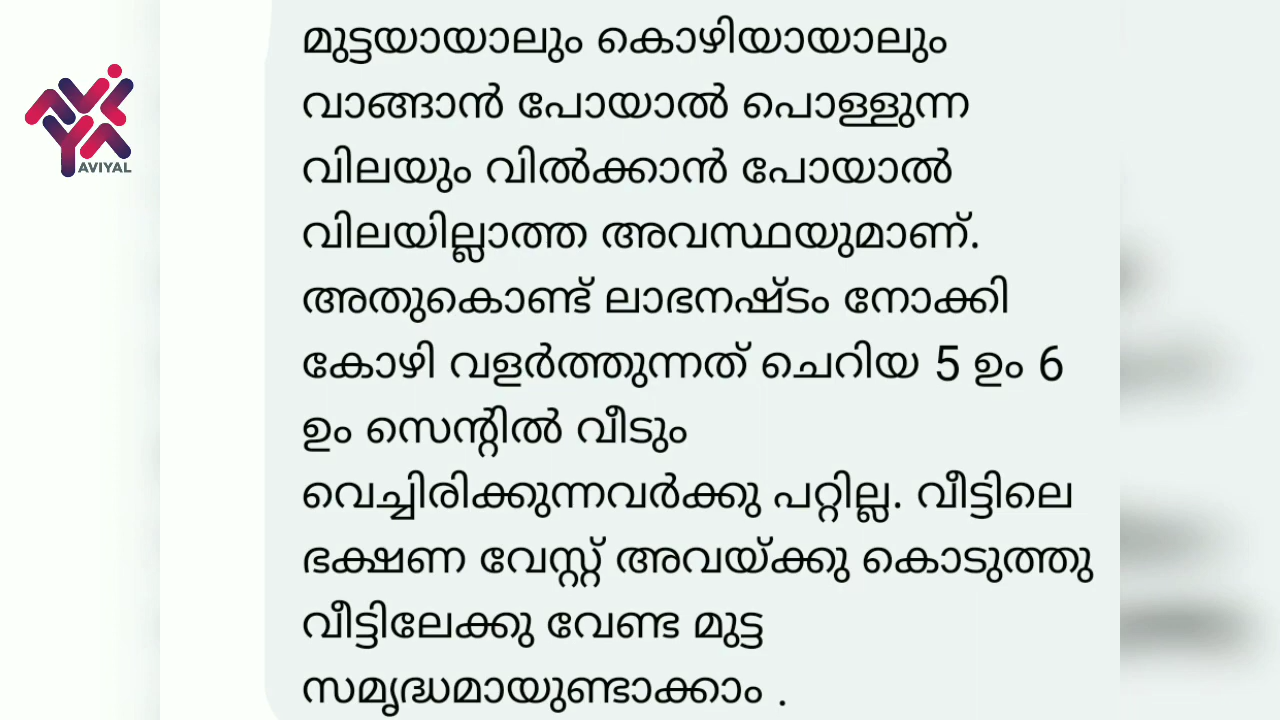 AVIYAL
മുട്ടയായാലും കൊഴിയായാലും
വാങ്ങാൻ പോയാൽ പൊള്ളുന്ന
വിലയും വിൽക്കാൻ പോയാൽ
വിലയില്ലാത്ത അവസ്ഥയുമാണ്.
അതുകൊണ്ട് ലാഭനഷ്ടം നോക്കി
കോഴി വളർത്തുന്നത് ചെറിയ 5 ഉം 6
ഉം സെന്റിൽ വീടും
വെച്ചിരിക്കുന്നവർക്കു പറ്റില്ല. വീട്ടിലെ
ഭക്ഷണ വേസ്റ്റ് അവയ്ക്കു കൊടുത്തു
വീട്ടിലേക്കു വേണ്ട മുട്ട
സമൃദ്ധമായുണ്ടാക്കാം .